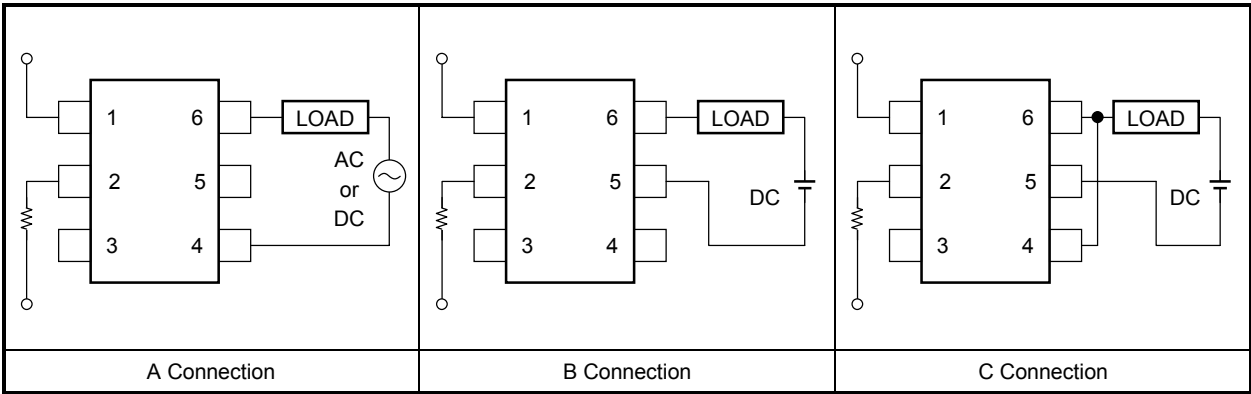 1 6 LOAD
2 5 AC
or
DC
3 4
A Connection
1 6 LOAD
2 5 DC
3 4
B Connection
1 6 LOAD
2 5 DC
3 4
C Connection